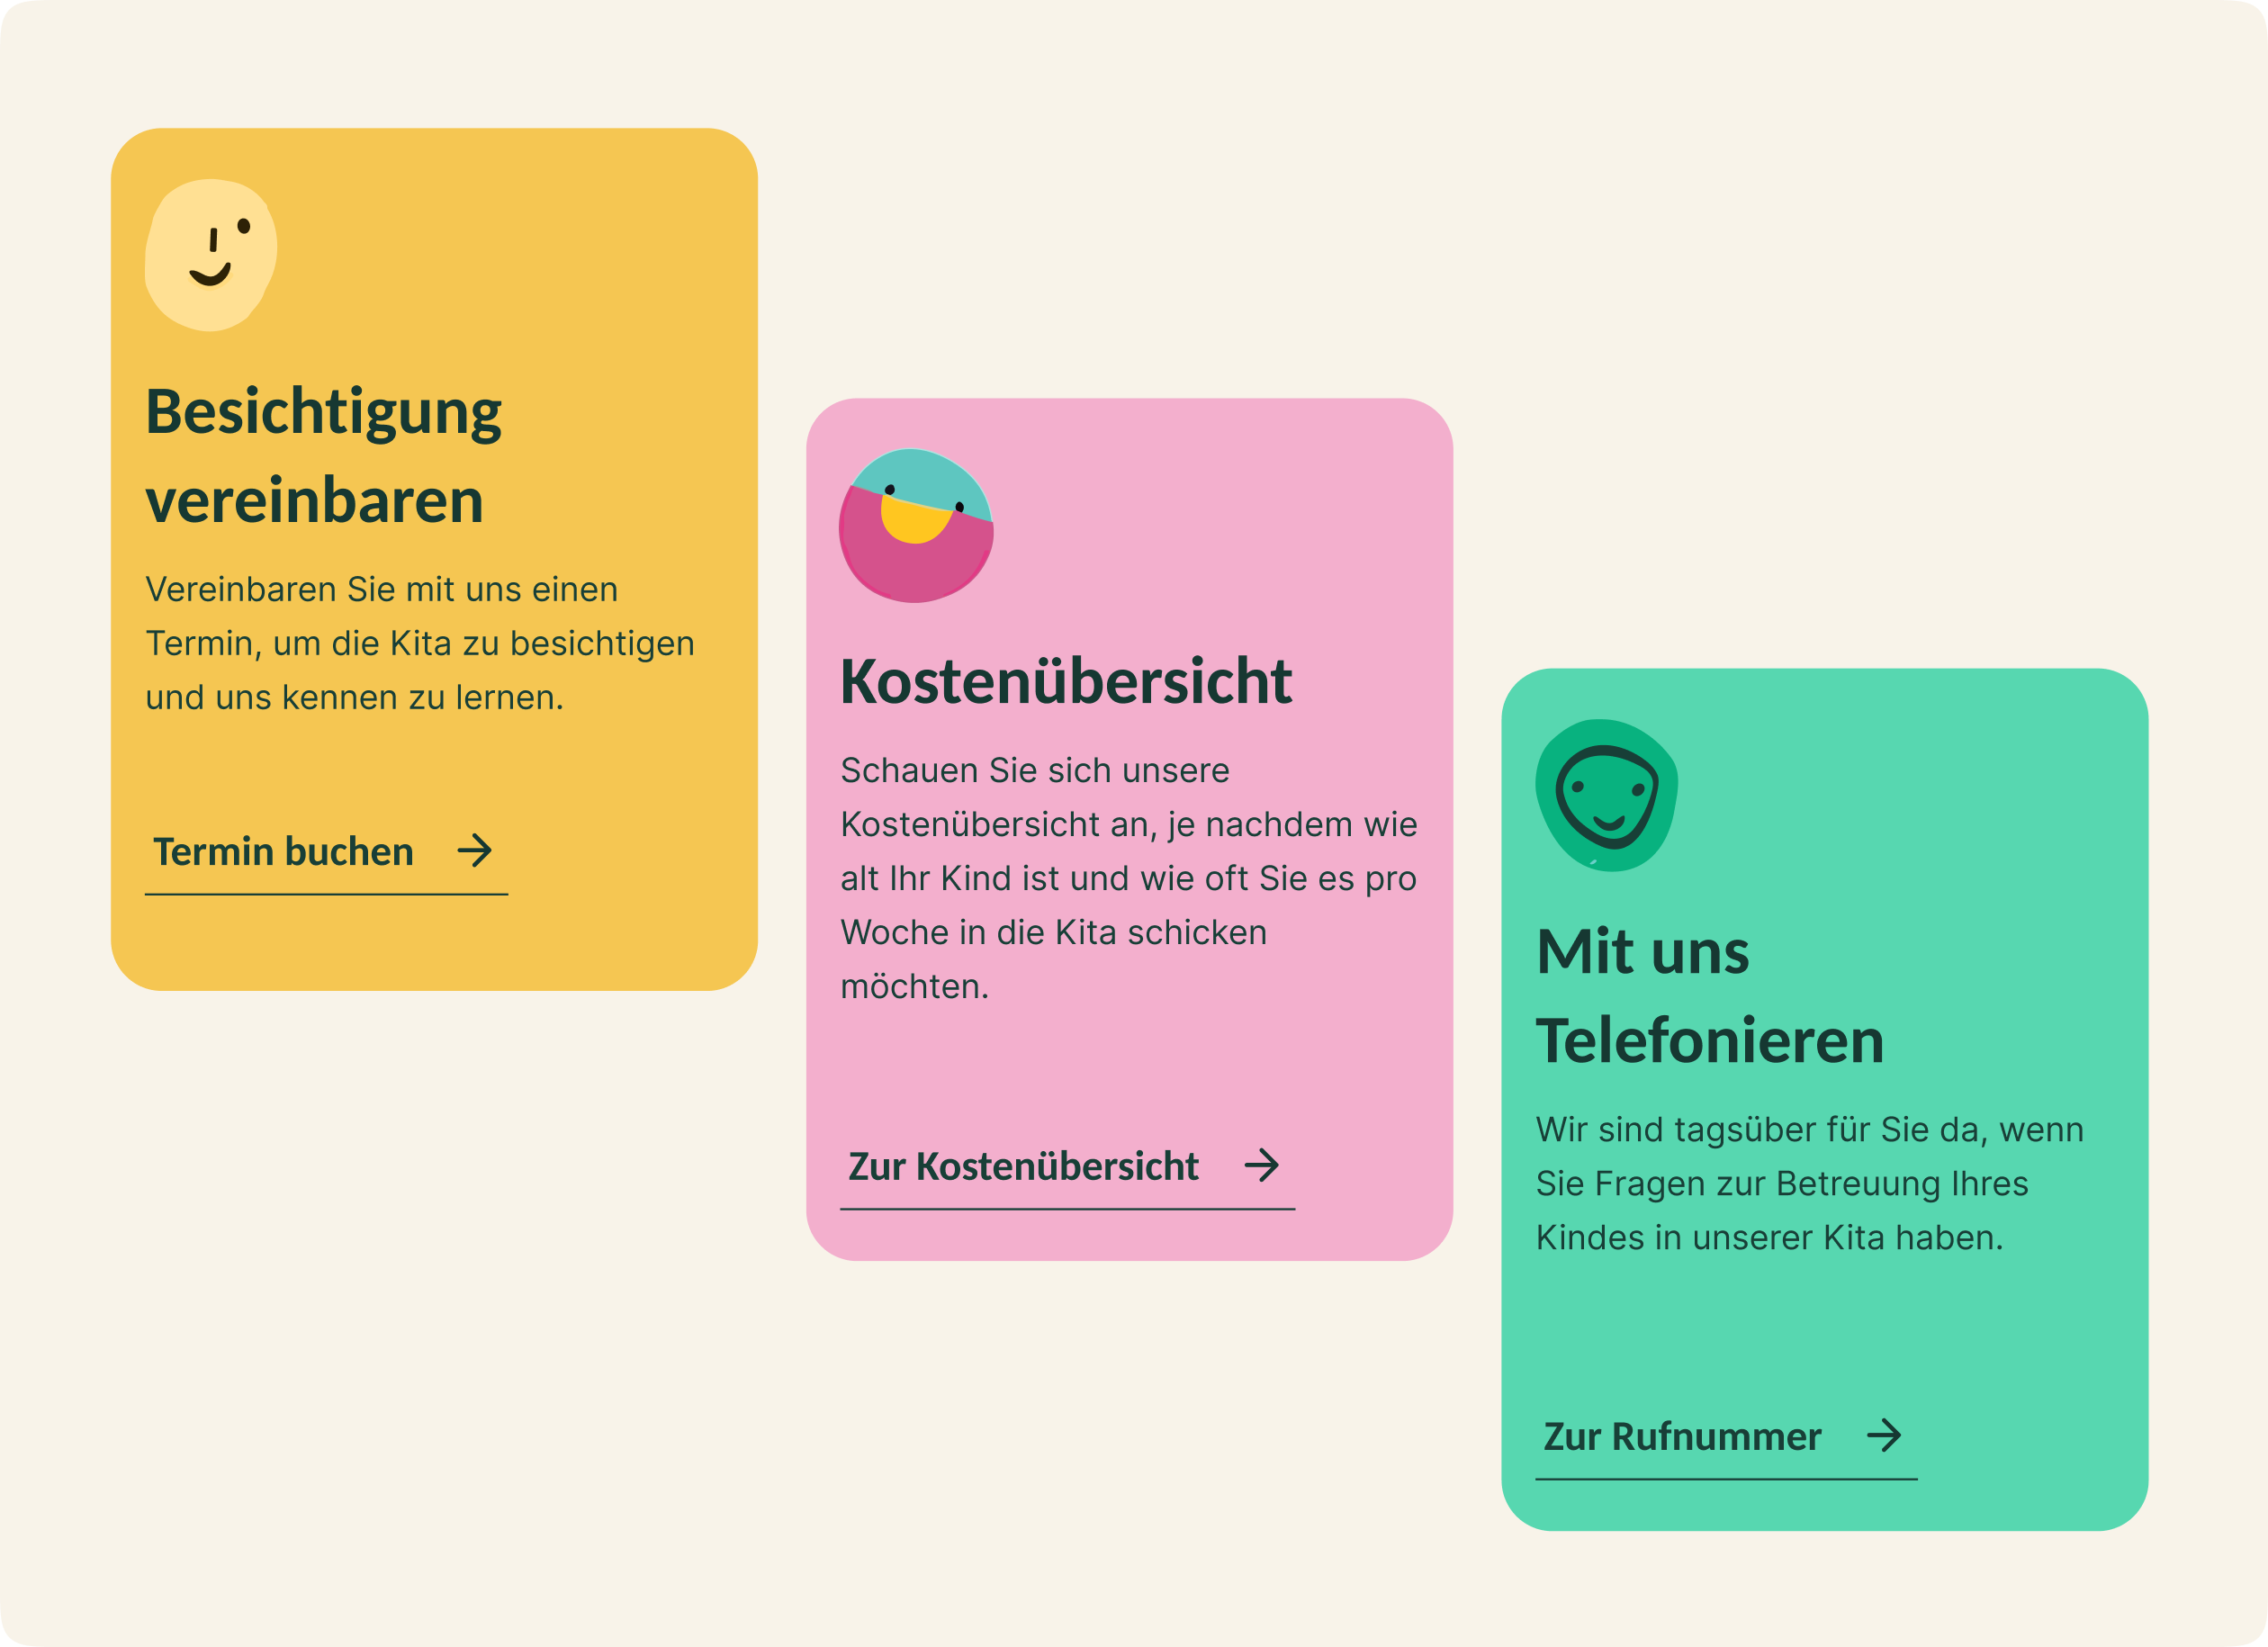 Besichtigung
vereinbaren
Vereinbaren Sie mit uns einen
Termin, um die Kita zu besichtigen
und uns kennen zu lernen.
Termin buchen
Kostenübersicht
Schauen Sie sich unsere
Kostenübersicht an, je nachdem wie
alt Ihr Kind ist und wie oft Sie es pro
Woche in die Kita schicken
möchten.
Zur Kostenübersicht
Mit uns
Telefonieren
Wir sind tagsüber für Sie da, wenn
Sie Fragen zur Betreuung Ihres
Kindes in unserer Kita haben.
Zur Rufnummer